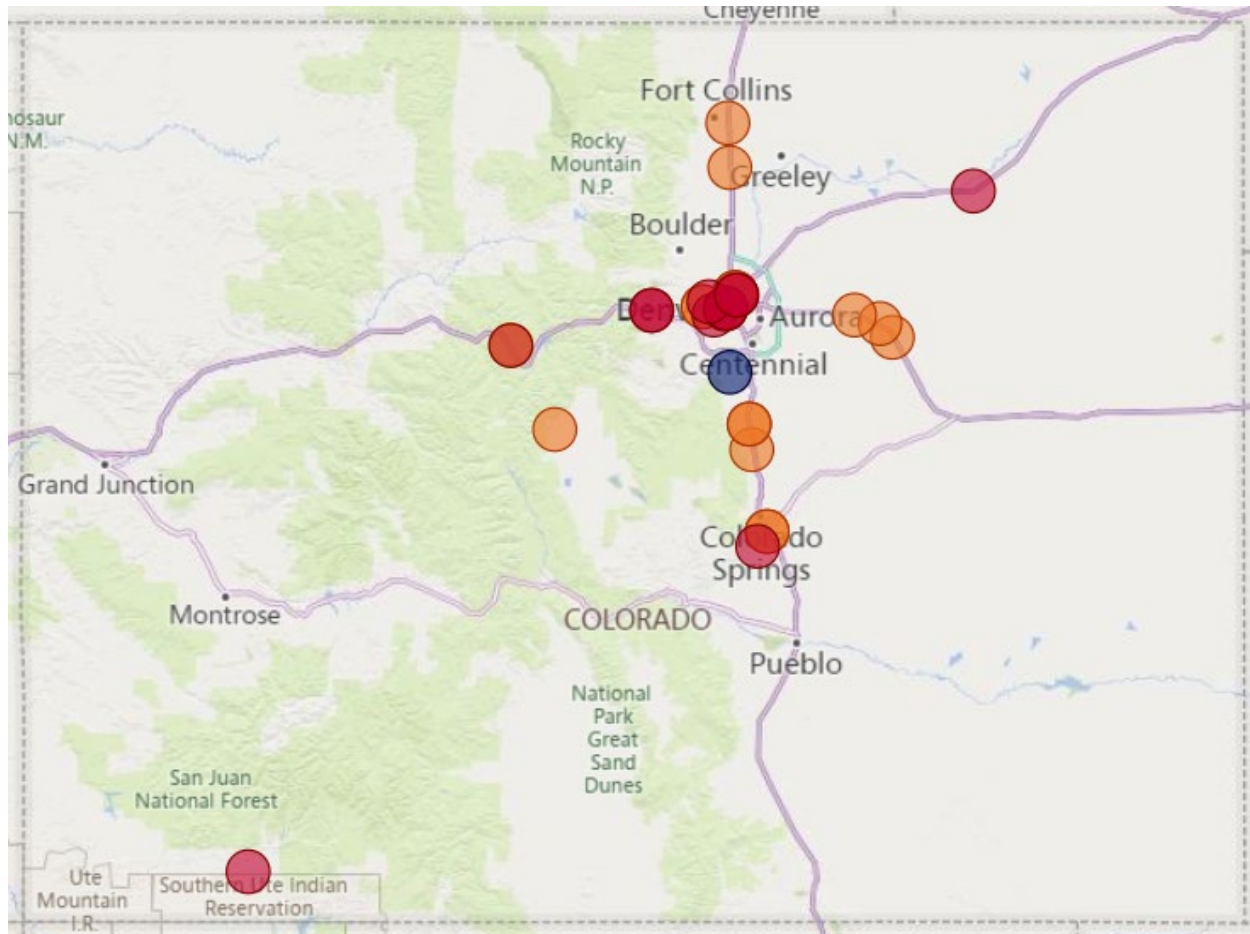 Cheyenne
Fort Collins
nosaur
N.M.
Rocky
Mountain
N.P.
Greeley
Boulder
Aurora
Centennial
Grand Junction
Springs
Montrose
COLORADO
Pueblo
National
Park
Great
Sand
Dunes
San Juan
National Forest
Ute
Mountain
I.R.
Southern Ute Indian
Reservation